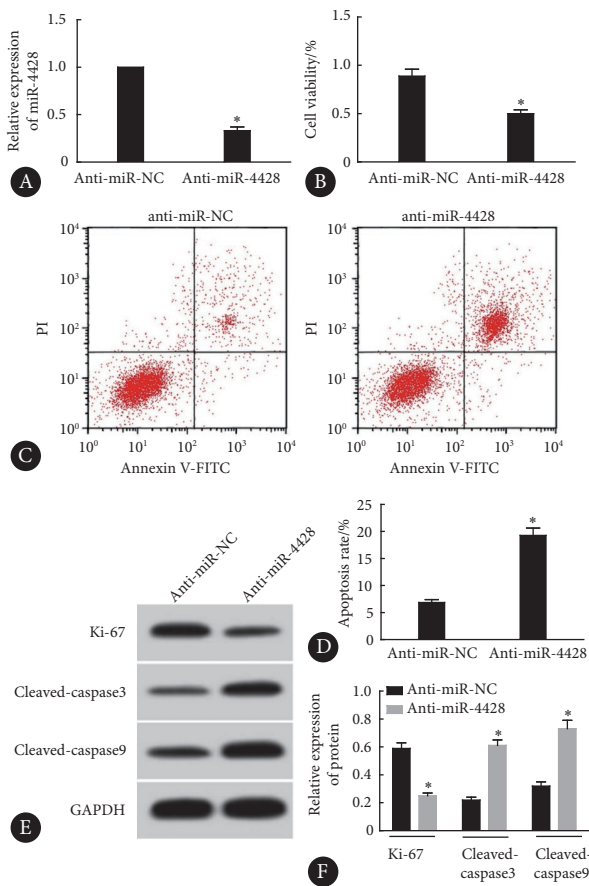 Relative expression
of miR-4428
1.5
1.0
0.5
0
*
Anti-miR-NC
Anti-miR-4428
A
Cell viability/%
1.5
1.0
0.5
0
*
Anti-miR-NC
Anti-miR-4428
B
anti-miR-NC
PI
10⁴
10³
10²
10¹
10⁰
10⁰
10¹
10²
10³
10⁴
Annexin V-FITC
anti-miR-4428
PI
10⁴
10³
10²
10¹
10⁰
10⁰
10¹
10²
10³
10⁴
Annexin V-FITC
C
Apoptosis rate/%
25
20
15
10
5
0
*
Anti-miR-NC
Anti-miR-4428
D
Anti-miR-NC
Anti-miR-4428
Ki-67
Cleaved-caspase3
Cleaved-caspase9
GAPDH
E
Relative expression
of protein
1.0
0.8
0.6
0.4
0.2
0
Anti-miR-NC
Anti-miR-4428
*
*
*
Ki-67
Cleaved-
caspase3
Cleaved-
caspase9
F